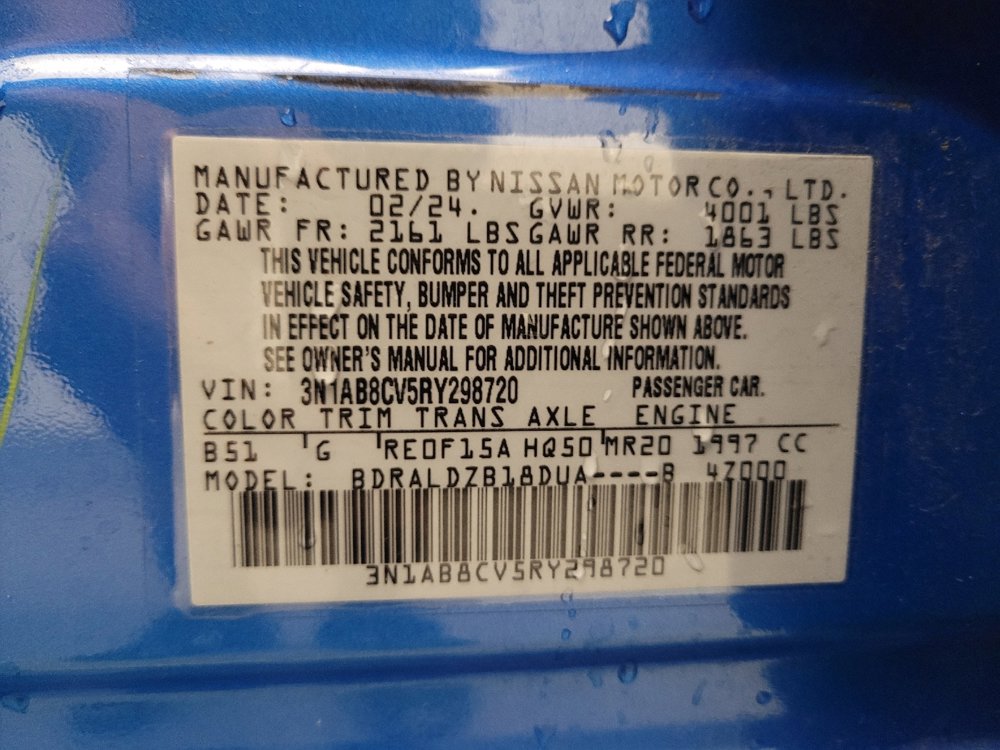 MANUFACTURED BY NISSAN MOTOR CO., LTD.
DATE: 02/24. GVWR: 4001 LBS
GAWR FR: 2161 LBS GAWR RR: 1863 LBS
THIS VEHICLE CONFORMS TO ALL APPLICABLE FEDERAL MOTOR
VEHICLE SAFETY, BUMPER AND THEFT PREVENTION STANDARDS
IN EFFECT ON THE DATE OF MANUFACTURE SHOWN ABOVE.
SEE OWNER'S MANUAL FOR ADDITIONAL INFORMATION.
VIN: 3N1AB8CV5RY298720 PASSENGER CAR.
COLOR TRIM TRANS AXLE ENGINE
B51 G RE0F15A HQ50 MR20 1997 CC
MODEL: BDRALDZB18DUA----B 4Z000
3N1AB8CV5RY298720